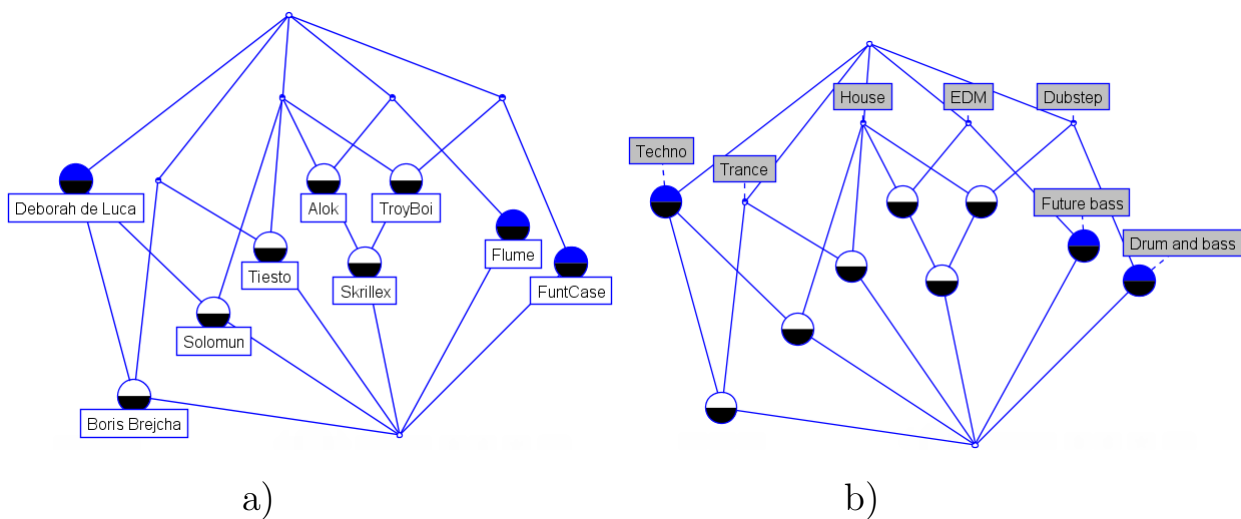 Deborah de Luca
Alok
TroyBoi
Tiesto
Flume
Skrillex
FuntCase
Solomun
Boris Brejcha
a)
House
EDM
Dubstep
Techno
Trance
Future bass
Drum and bass
b)